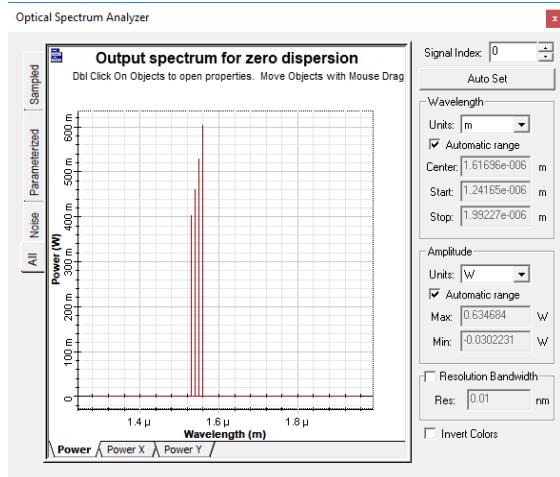 Optical Spectrum Analyzer
x
Sampled
Parameterized
Noise
All
Output spectrum for zero dispersion
Dbl Click On Objects to open properties. Move Objects with Mouse Drag
Power (W)
600 m
500 m
400 m
300 m
200 m
100 m
0
1.4 µ
1.6 µ
1.8 µ
Wavelength (m)
Power
Power X
Power Y
Signal Index: 0
Auto Set
Wavelength
Units: m
Automatic range
Center: 1.61696e-006 m
Start: 1.24165e-006 m
Stop: 1.99227e-006 m
Amplitude
Units: W
Automatic range
Max: 0.634684 W
Min: -0.0302231 W
Resolution Bandwidth
Res: 0.01 nm
Invert Colors